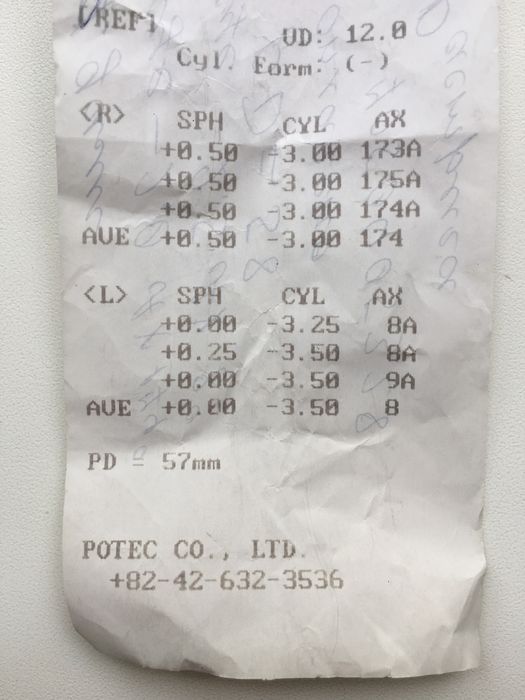 [REF]
VD: 12.0
Cyl. Form: (-)
<R> SPH CYL AX
+0.50 -3.00 173A
+0.50 -3.00 175A
+0.50 -3.00 174A
AVE +0.50 -3.00 174
<L> SPH CYL AX
+0.00 -3.25 8A
+0.25 -3.50 8A
+0.00 -3.50 9A
AVE +0.00 -3.50 8
PD = 57mm
POTEC CO., LTD.
+82-42-632-3536